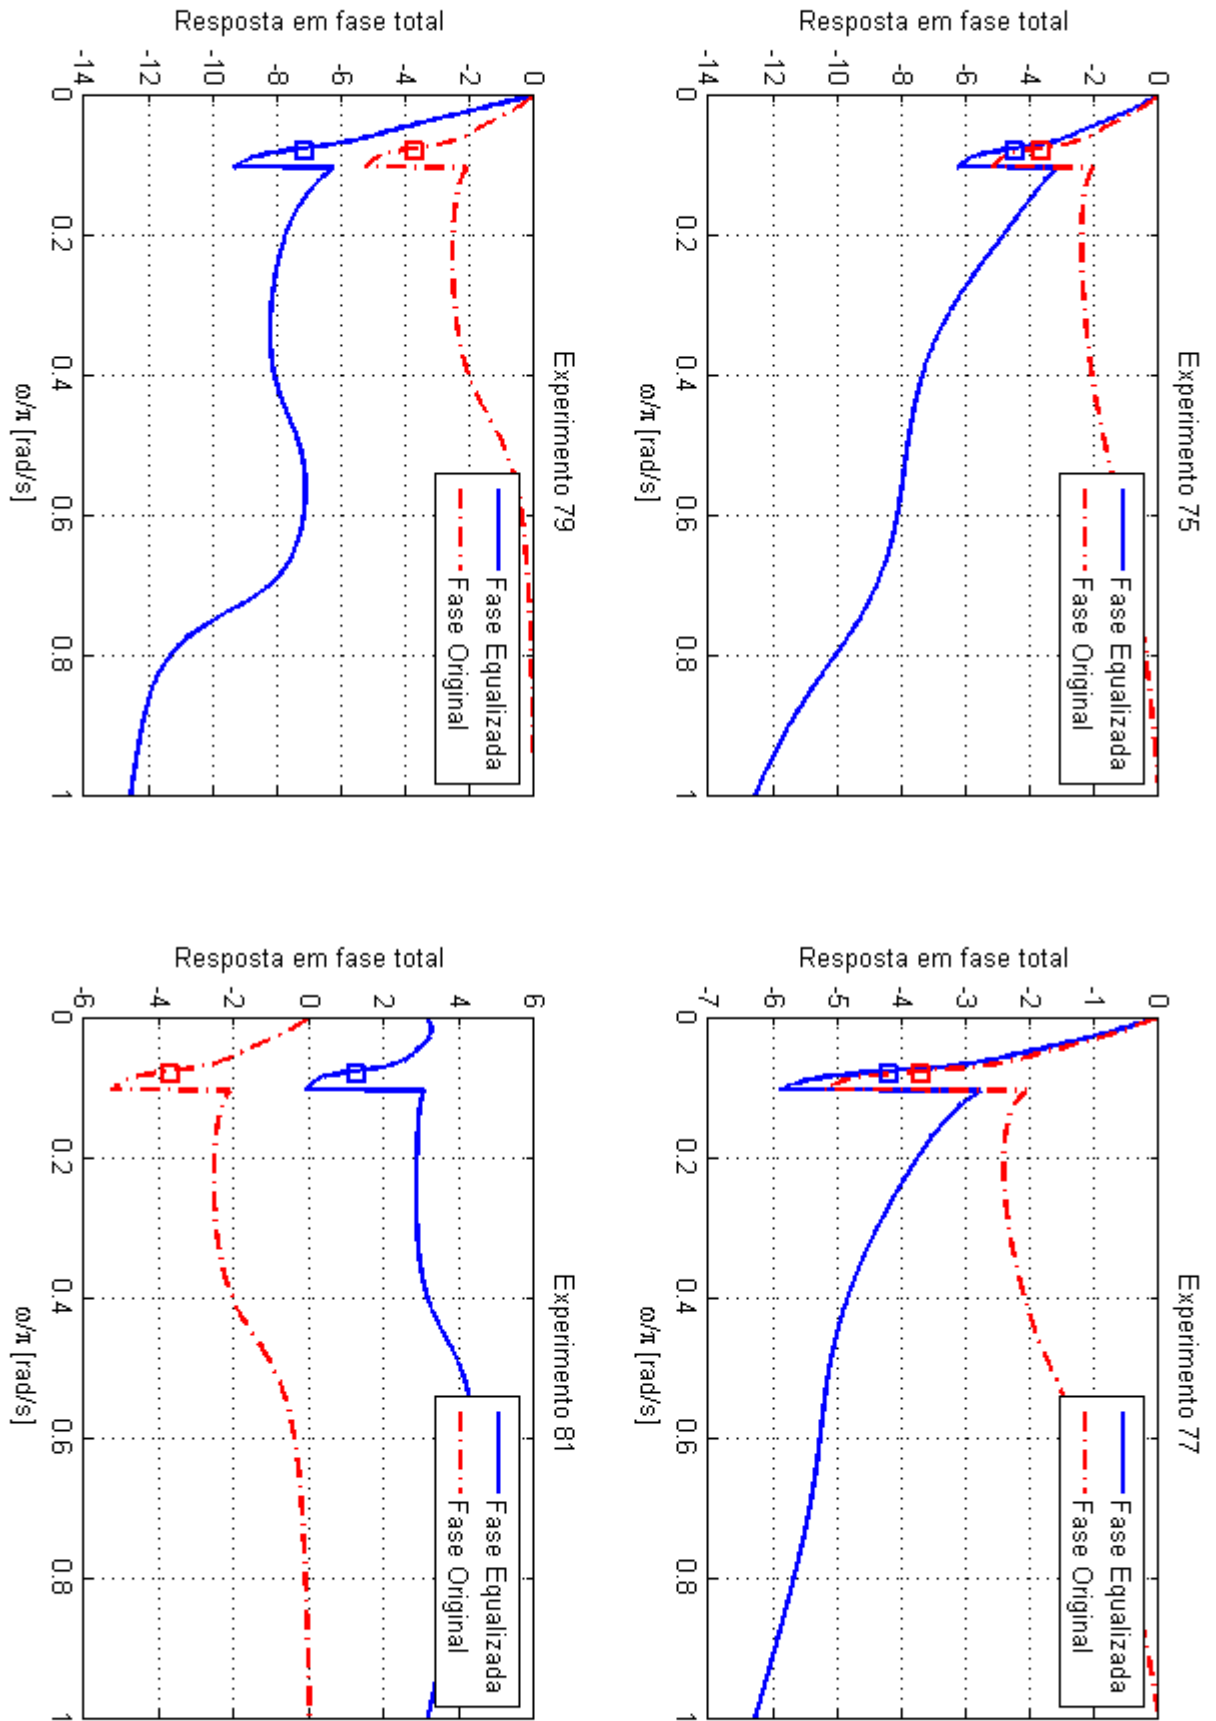 Experimento 75
Resposta em fase total
0
-2
-4
-6
-8
-10
-12
-14
0 0.2 0.4 0.6 0.8 1
ω/π [rad/s]
Fase Equalizada
Fase Original
Experimento 77
Resposta em fase total
0
-1
-2
-3
-4
-5
-6
-7
0 0.2 0.4 0.6 0.8 1
ω/π [rad/s]
Fase Equalizada
Fase Original
Experimento 79
Resposta em fase total
0
-2
-4
-6
-8
-10
-12
-14
0 0.2 0.4 0.6 0.8 1
ω/π [rad/s]
Fase Equalizada
Fase Original
Experimento 81
Resposta em fase total
6
4
2
0
-2
-4
-6
0 0.2 0.4 0.6 0.8 1
ω/π [rad/s]
Fase Equalizada
Fase Original